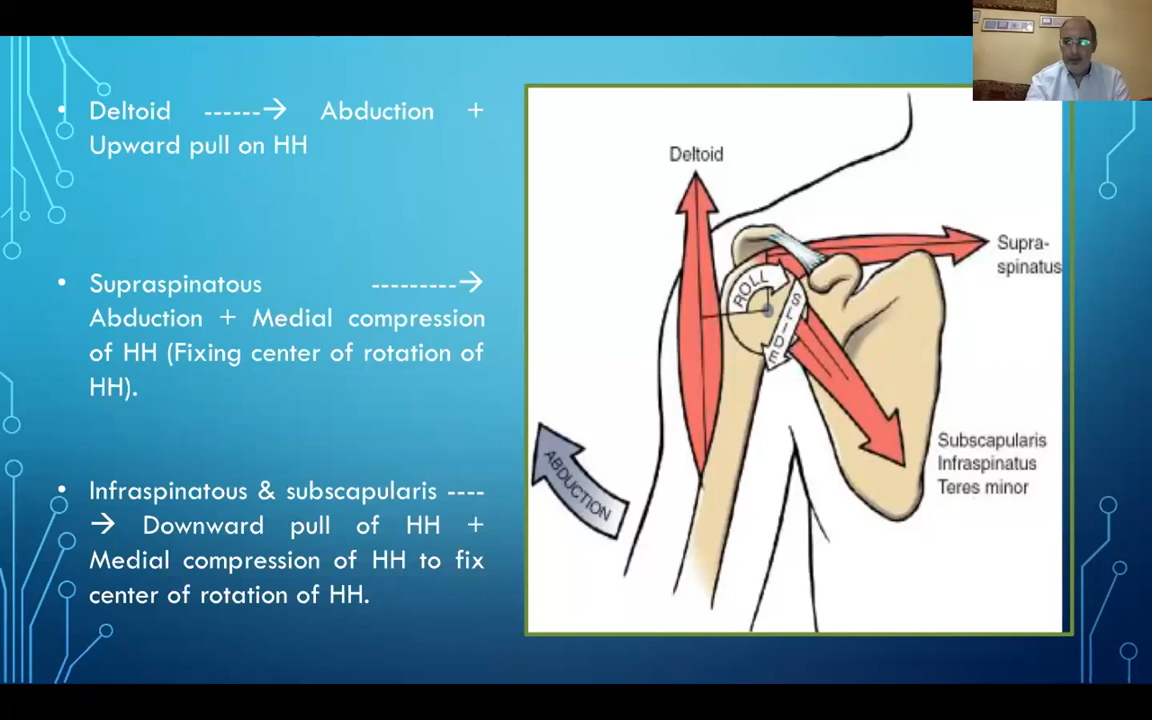 • Deltoid ------→ Abduction +
Upward pull on HH
• Supraspinatous ---------→
Abduction + Medial compression
of HH (Fixing center of rotation of
HH).
• Infraspinatous & subscapularis ----
→ Downward pull of HH +
Medial compression of HH to fix
center of rotation of HH.
Deltoid
Supra-
spinatus
ROLL
SLIDE
ABDUCTION
Subscapularis
Infraspinatus
Teres minor